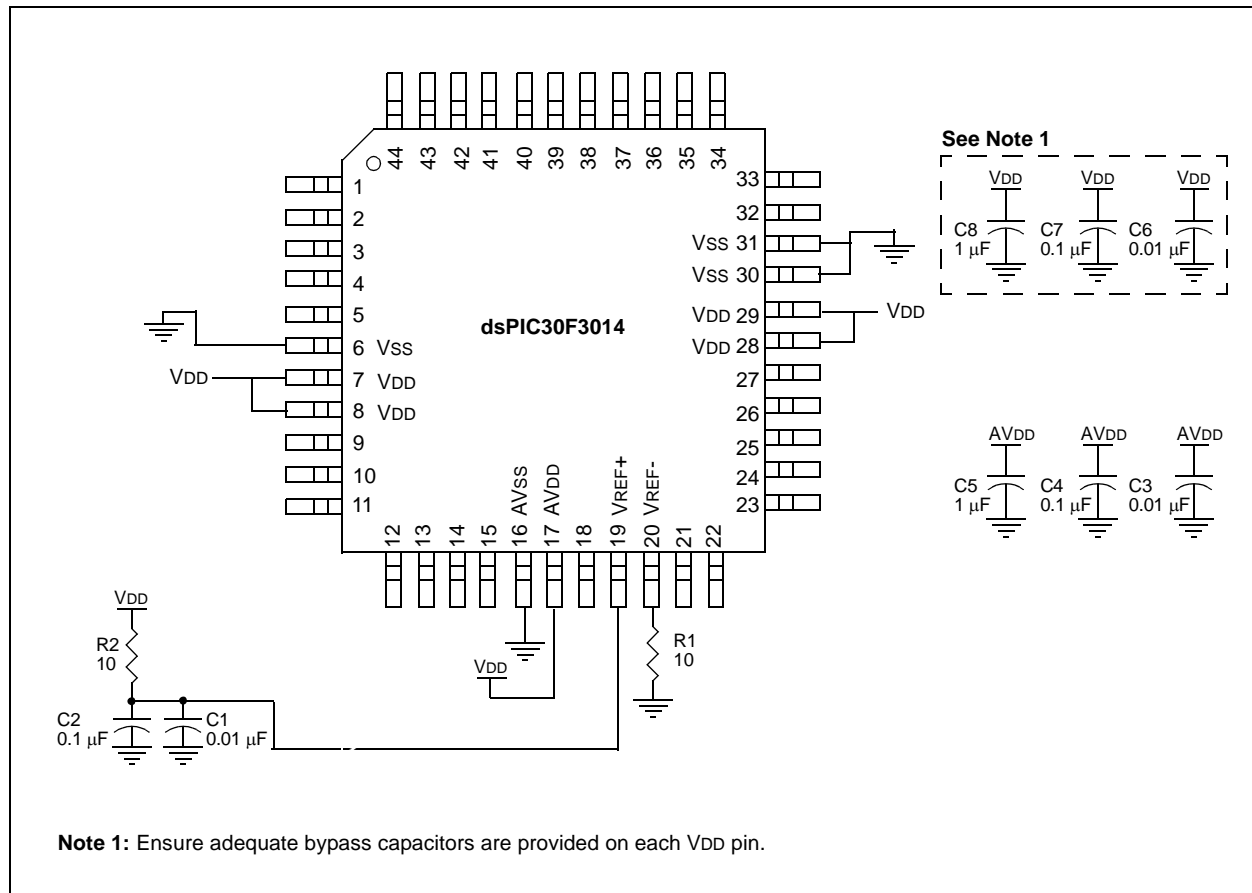 44 43 42 41 40 39 38 37 36 35 34
See Note 1
VDD VDD VDD
C8 C7 C6
1 µF 0.1 µF 0.01 µF
1
2
3
4
5
6 VSS
7 VDD
8 VDD
9
10
11
VDD
dsPIC30F3014
33
32
VSS 31
VSS 30
VDD 29
VDD 28
27
26
25
24
23
VDD
AVDD AVDD AVDD
C5 C4 C3
1 µF 0.1 µF 0.01 µF
12 13 14 15 16 17 18 19 20 21 22
AVSS AVDD VREF+ VREF-
VDD
R2
10
C2
0.1 µF
C1
0.01 µF
VDD
R1
10
Note 1: Ensure adequate bypass capacitors are provided on each VDD pin.